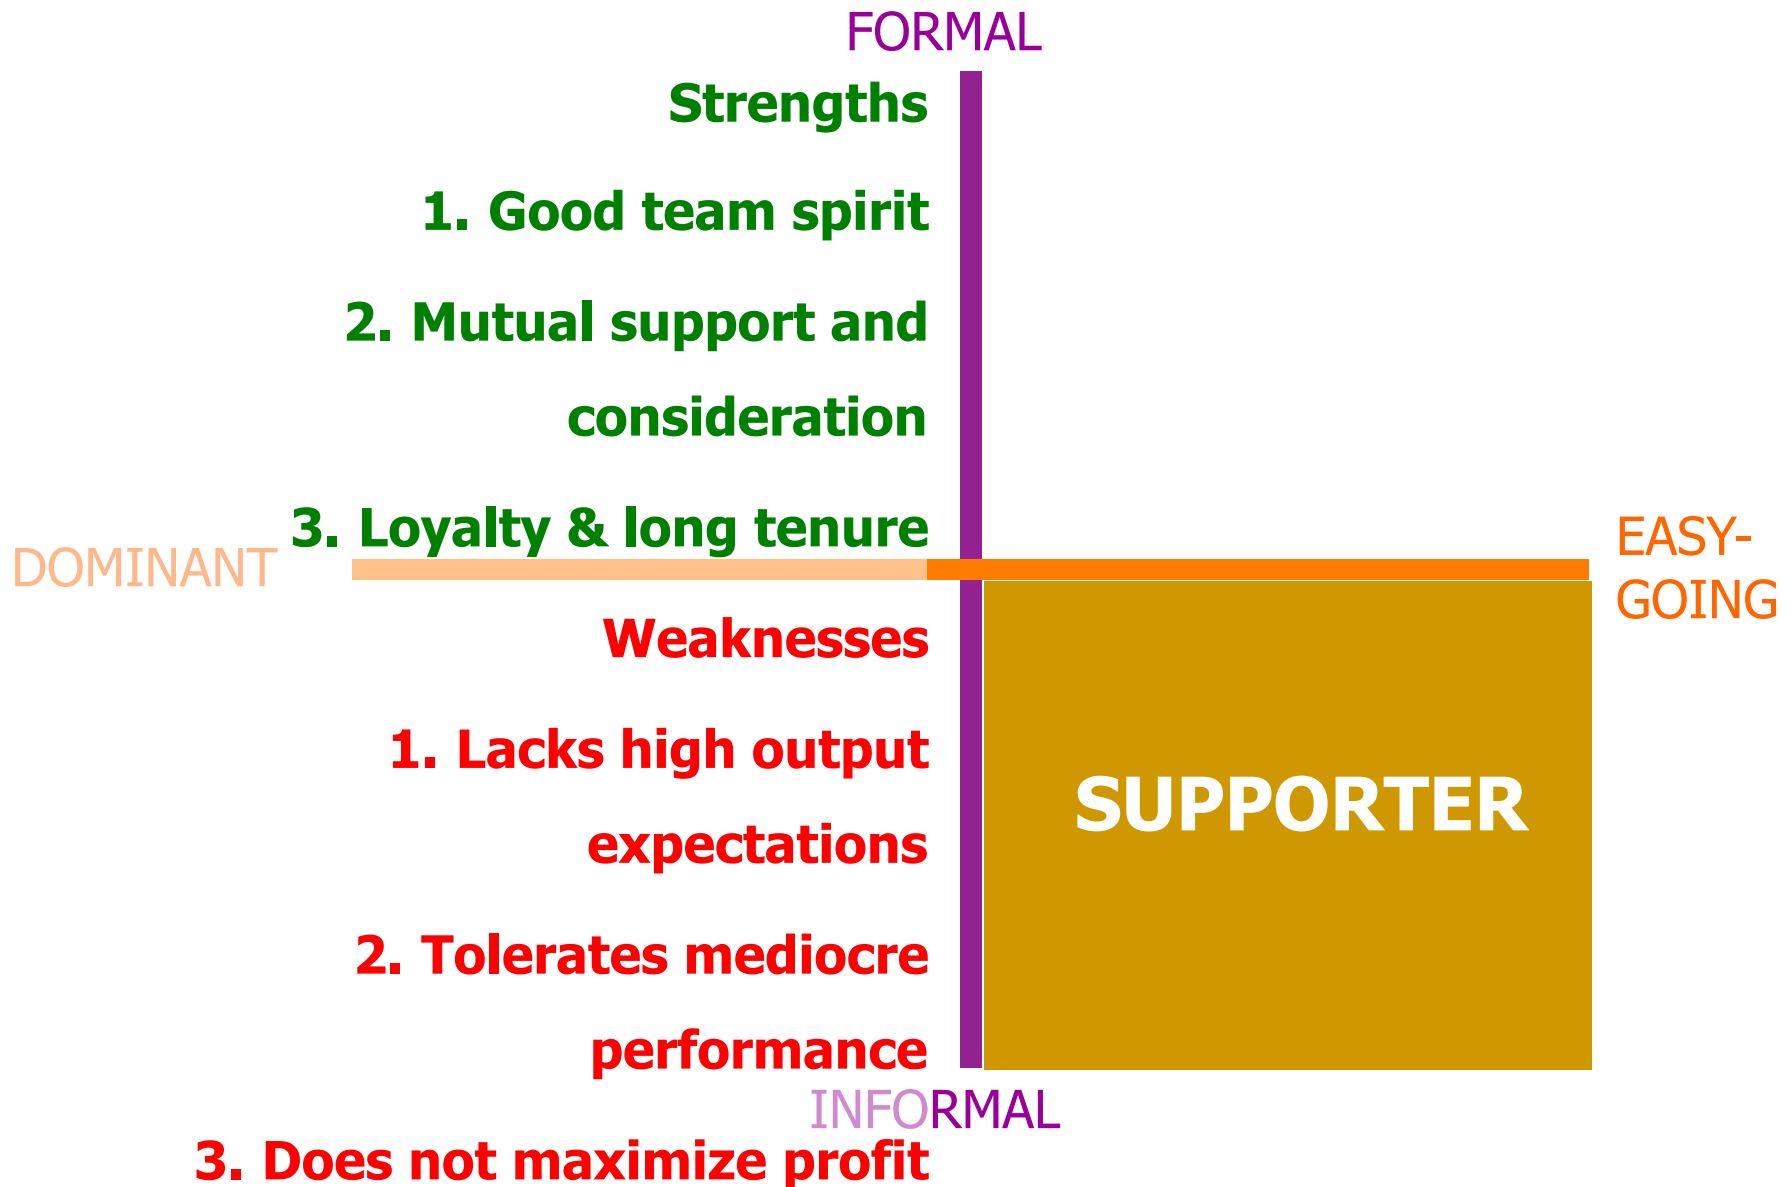 FORMAL
Strengths
1. Good team spirit
2. Mutual support and
consideration
3. Loyalty & long tenure
DOMINANT
EASY-
GOING
Weaknesses
1. Lacks high output
expectations
SUPPORTER
2. Tolerates mediocre
performance
INFORMAL
3. Does not maximize profit